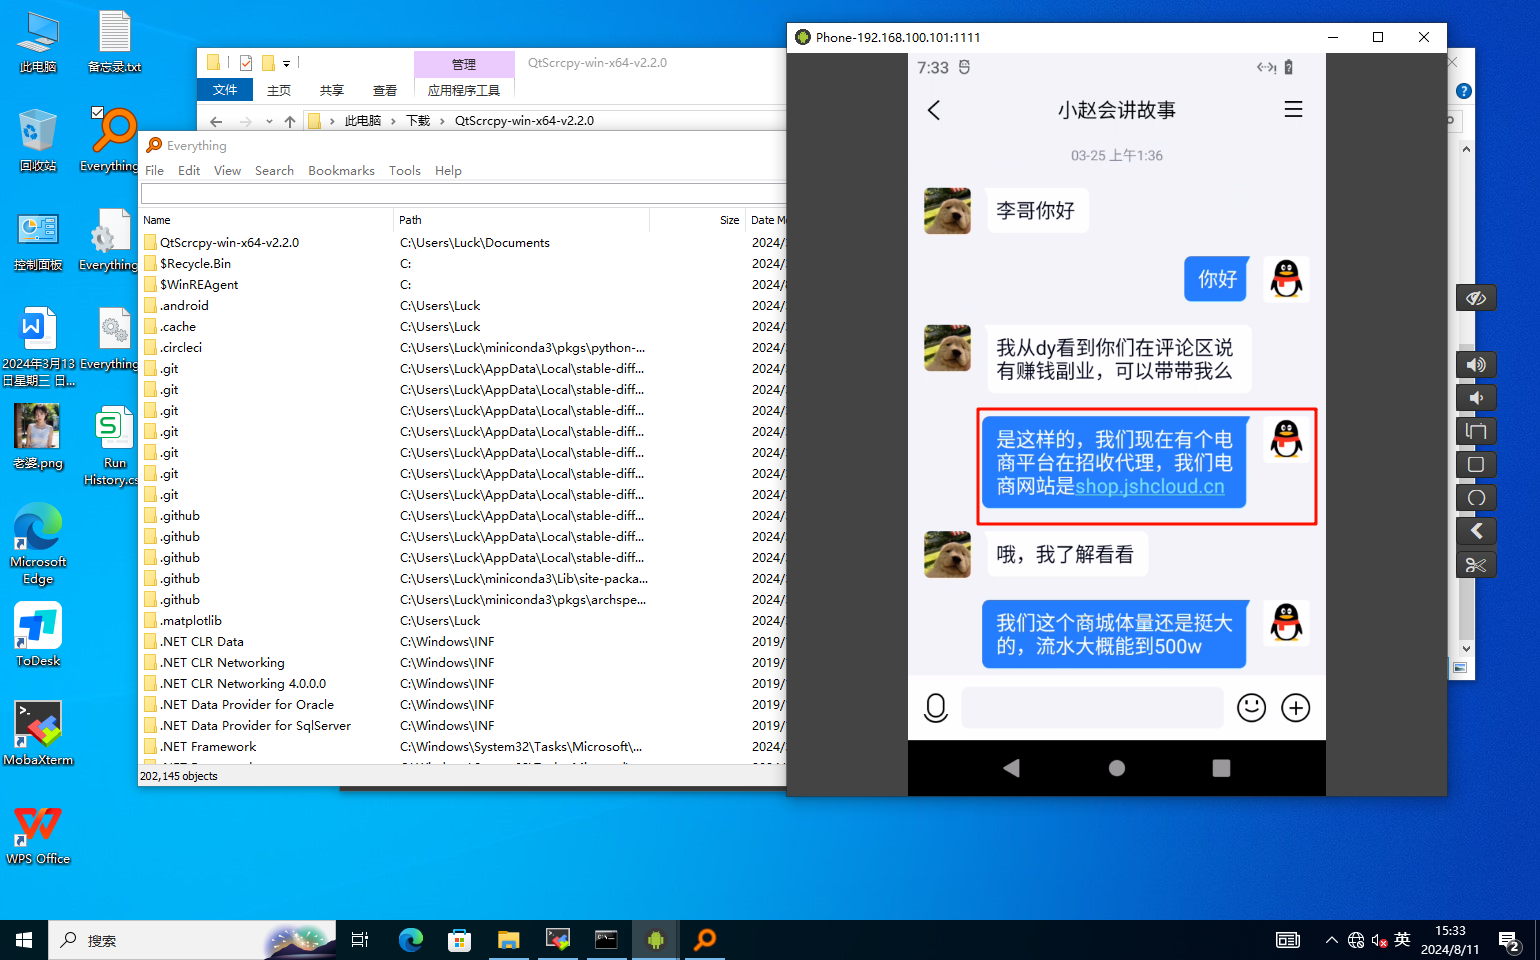 此电脑
备忘录.txt
回收站
Everything
控制面板
Everything
2024年3月13
日星期三 日...
Everything
老婆.png
Run
History.cs
Microsoft
Edge
ToDesk
MobaXterm
WPS Office
管理
QtScrcpy-win-x64-v2.2.0
文件 主页 共享 查看 应用程序工具
此电脑 › 下载 › QtScrcpy-win-x64-v2.2.0
Everything
File Edit View Search Bookmarks Tools Help
Name Path Size Date M
QtScrcpy-win-x64-v2.2.0 C:\Users\Luck\Documents 2024/
$Recycle.Bin C: 2024/
$WinREAgent C: 2024/
.android C:\Users\Luck 2024/
.cache C:\Users\Luck 2024/
.circleci C:\Users\Luck\miniconda3\pkgs\python-... 2024/
.git C:\Users\Luck\AppData\Local\stable-diff... 2024/
.git C:\Users\Luck\AppData\Local\stable-diff... 2024/
.git C:\Users\Luck\AppData\Local\stable-diff... 2024/
.git C:\Users\Luck\AppData\Local\stable-diff... 2024/
.git C:\Users\Luck\AppData\Local\stable-diff... 2024/
.git C:\Users\Luck\AppData\Local\stable-diff... 2024/
.git C:\Users\Luck\AppData\Local\stable-diff... 2024/
.github C:\Users\Luck\AppData\Local\stable-diff... 2024/
.github C:\Users\Luck\AppData\Local\stable-diff... 2024/
.github C:\Users\Luck\AppData\Local\stable-diff... 2024/
.github C:\Users\Luck\miniconda3\Lib\site-packa... 2024/
.github C:\Users\Luck\miniconda3\pkgs\archspe... 2024/
.matplotlib C:\Users\Luck 2024/
.NET CLR Data C:\Windows\INF 2019/
.NET CLR Networking C:\Windows\INF 2019/
.NET CLR Networking 4.0.0.0 C:\Windows\INF 2019/
.NET Data Provider for Oracle C:\Windows\INF 2019/
.NET Data Provider for SqlServer C:\Windows\INF 2019/
.NET Framework C:\Windows\System32\Tasks\Microsoft\... 2024/
202,145 objects
Phone-192.168.100.101:1111
7:33
小赵会讲故事
03-25 上午1:36
李哥你好
你好
我从dy看到你们在评论区说
有赚钱副业，可以带带我么
是这样的，我们现在有个电
商平台在招收代理，我们电
商网站是shop.jshcloud.cn
哦，我了解看看
我们这个商城体量还是挺大
的，流水大概能到500w
搜索
英
15:33
2024/8/11
2